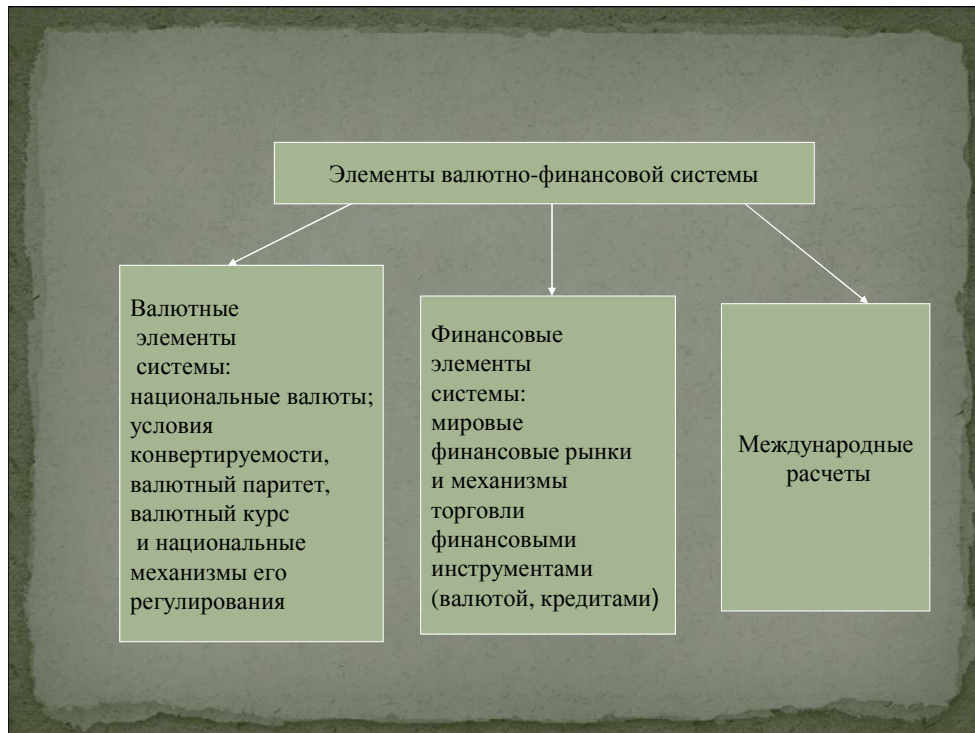 Элементы валютно-финансовой системы
Валютные
элементы
системы:
национальные валюты;
условия
конвертируемости,
валютный паритет,
валютный курс
и национальные
механизмы его
регулирования
Финансовые
элементы
системы:
мировые
финансовые рынки
и механизмы
торговли
финансовыми
инструментами
(валютой, кредитами)
Международные
расчеты